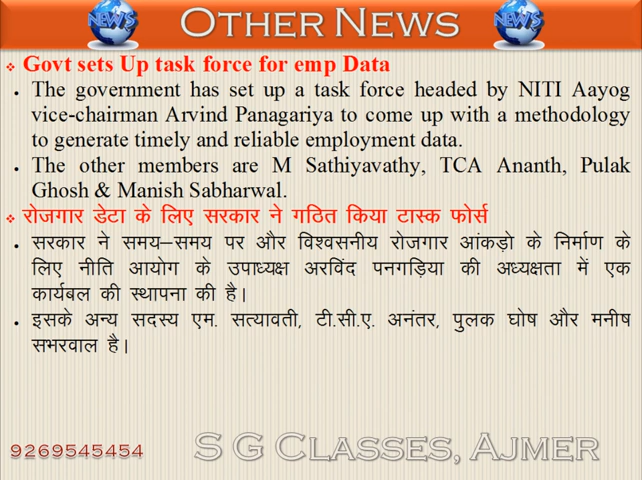 NEWS OTHER NEWS NEWS
Govt sets Up task force for emp Data
The government has set up a task force headed by NITI Aayog
vice-chairman Arvind Panagariya to come up with a methodology
to generate timely and reliable employment data.
The other members are M Sathiyavathy, TCA Ananth, Pulak
Ghosh & Manish Sabharwal.
रोजगार डेटा के लिए सरकार ने गठित किया टास्क फोर्स
सरकार ने समय–समय पर और विश्वसनीय रोजगार आंकड़ो के निर्माण के
लिए नीति आयोग के उपाध्यक्ष अरविंद पनगड़िया की अध्यक्षता में एक
कार्यबल की स्थापना की है।
इसके अन्य सदस्य एम. सत्यावती, टी.सी.ए. अनंतर, पुलक घोष और मनीष
सभरवाल है।
9269545454 S G CLASSES, AJMER